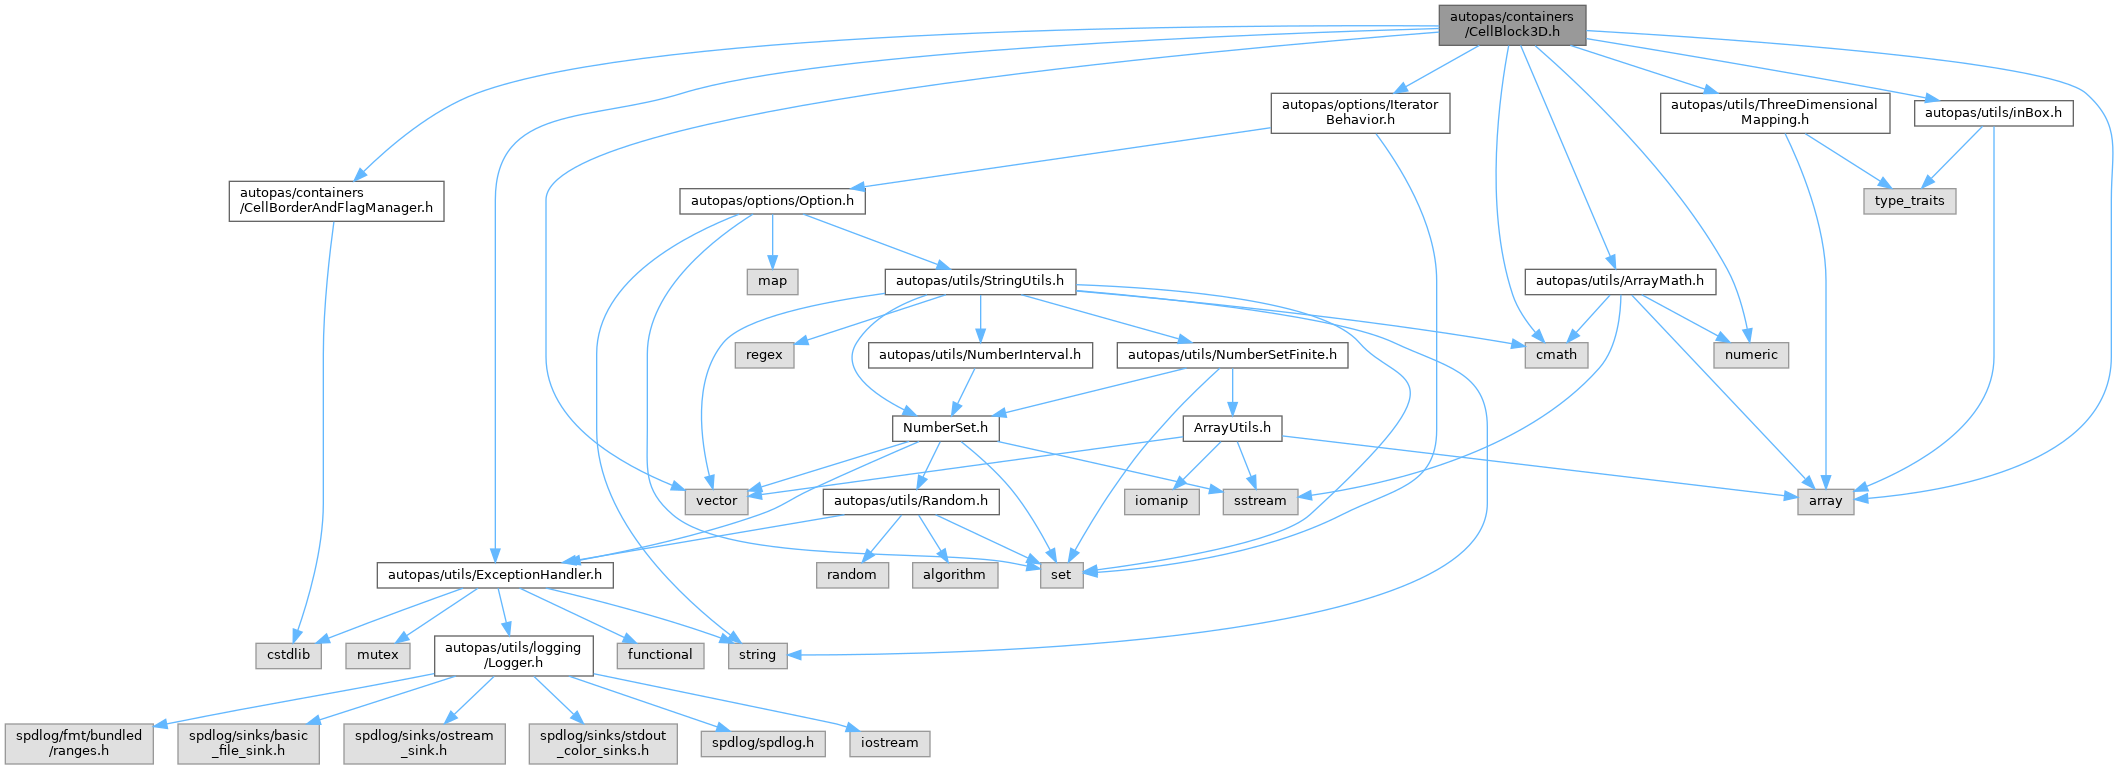 autopas/containers
/CellBlock3D.h
autopas/options/Iterator
Behavior.h
autopas/utils/ThreeDimensional
Mapping.h
autopas/utils/inBox.h
autopas/containers
/CellBorderAndFlagManager.h
autopas/options/Option.h
type_traits
map
autopas/utils/StringUtils.h
autopas/utils/ArrayMath.h
regex
autopas/utils/NumberInterval.h
autopas/utils/NumberSetFinite.h
cmath
numeric
NumberSet.h
ArrayUtils.h
vector
autopas/utils/Random.h
iomanip
sstream
array
autopas/utils/ExceptionHandler.h
random
algorithm
set
cstdlib
mutex
autopas/utils/logging
/Logger.h
functional
string
spdlog/fmt/bundled
/ranges.h
spdlog/sinks/basic
_file_sink.h
spdlog/sinks/ostream
_sink.h
spdlog/sinks/stdout
_color_sinks.h
spdlog/spdlog.h
iostream